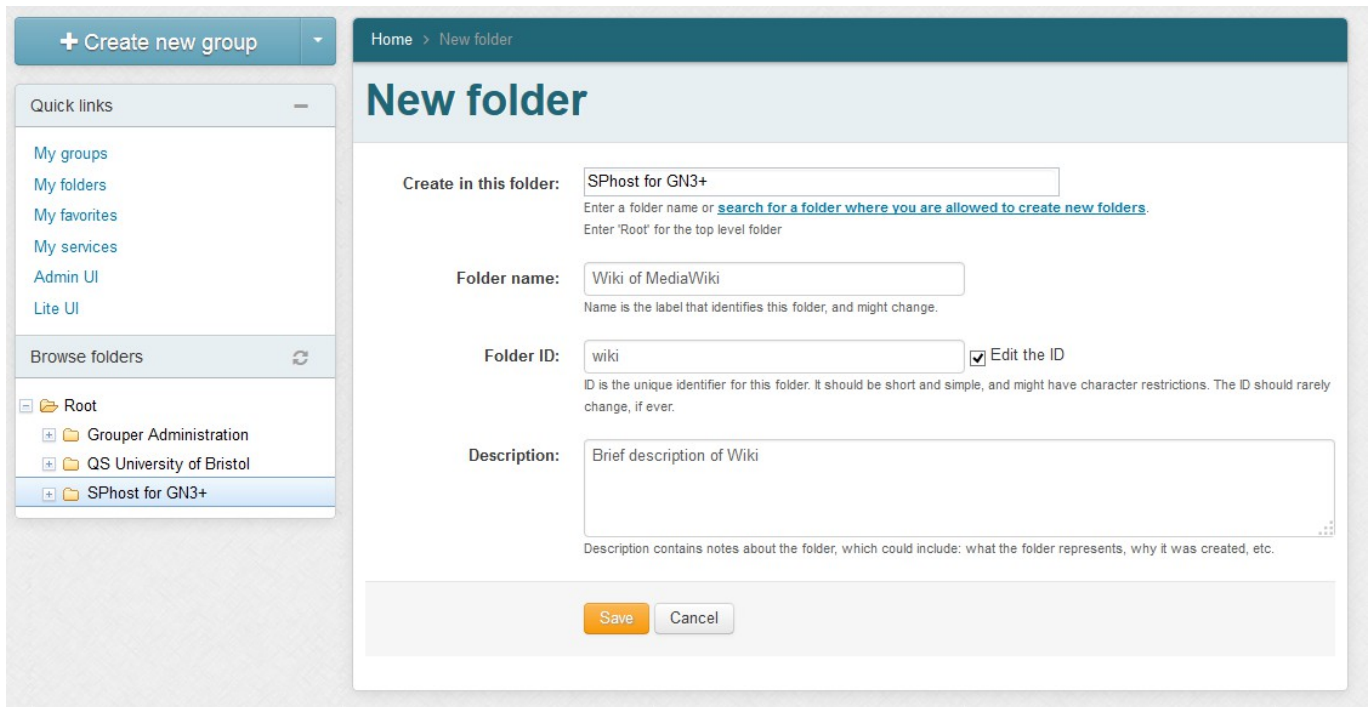 + Create new group
Quick links
My groups
My folders
My favorites
My services
Admin UI
Lite UI
Browse folders
Root
Grouper Administration
QS University of Bristol
SPhost for GN3+
Home > New folder
New folder
Create in this folder: SPhost for GN3+
Enter a folder name or search for a folder where you are allowed to create new folders.
Enter 'Root' for the top level folder
Folder name: Wiki of MediaWiki
Name is the label that identifies this folder, and might change.
Folder ID: wiki Edit the ID
ID is the unique identifier for this folder. It should be short and simple, and might have character restrictions. The ID should rarely
change, if ever.
Description: Brief description of Wiki
Description contains notes about the folder, which could include: what the folder represents, why it was created, etc.
Save Cancel